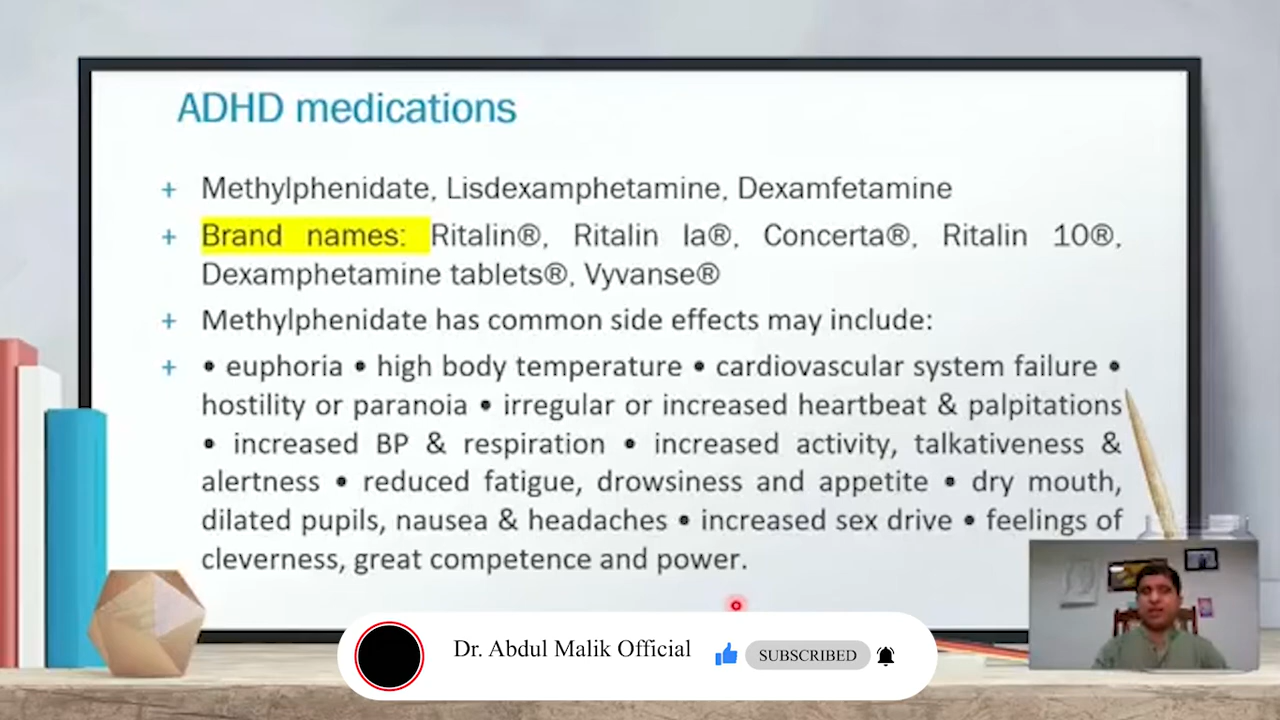 ADHD medications
+ Methylphenidate, Lisdexamphetamine, Dexamfetamine
+ Brand names: Ritalin®, Ritalin la®, Concerta®, Ritalin 10®,
Dexamphetamine tablets®, Vyvanse®
+ Methylphenidate has common side effects may include:
+ • euphoria • high body temperature • cardiovascular system failure •
hostility or paranoia • irregular or increased heartbeat & palpitations
• increased BP & respiration • increased activity, talkativeness &
alertness • reduced fatigue, drowsiness and appetite • dry mouth,
dilated pupils, nausea & headaches • increased sex drive • feelings of
cleverness, great competence and power.
Dr. Abdul Malik Official
SUBSCRIBED